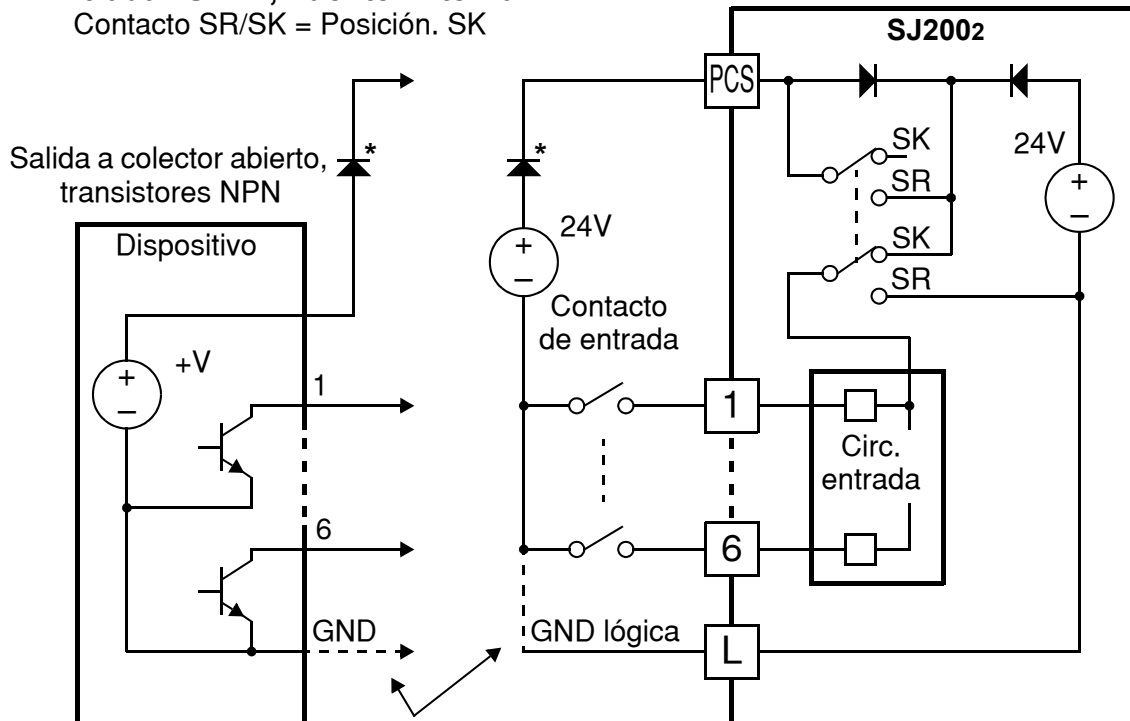 Contacto SR/SK = Posición. SK
SJ2002
PCS
*
*
SK
24V
SR
Salida a colector abierto,
transistores NPN
+
–
24V
+
–
SK
SR
Dispositivo
Contacto
de entrada
+V
+
–
1
1
Circ.
entrada
6
6
GND
GND lógica
L